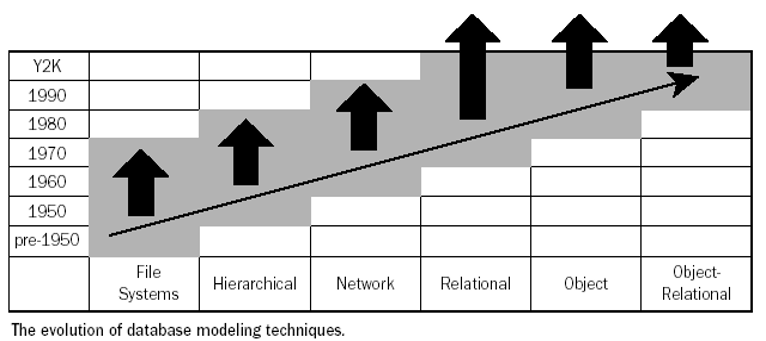 Y2K
1990
1980
1970
1960
1950
pre-1950
File
Systems
Hierarchical
Network
Relational
Object
Object-
Relational
The evolution of database modeling techniques.